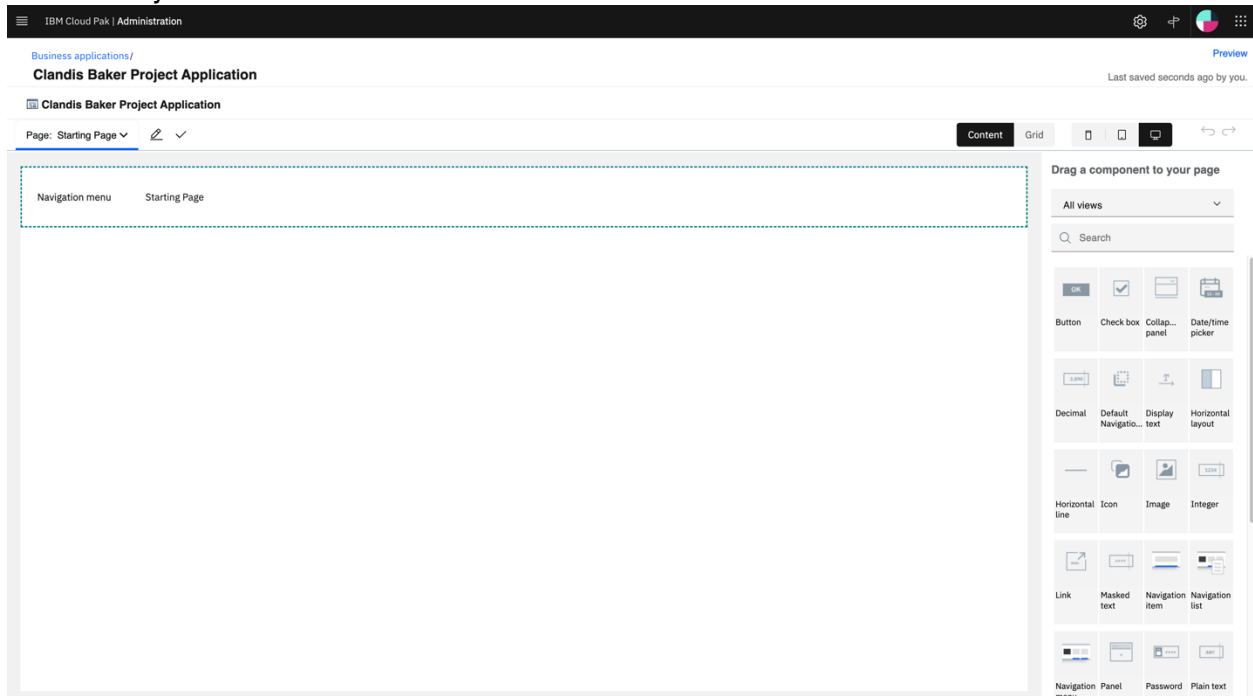 IBM Cloud Pak | Administration
Business applications/
Preview
Clandis Baker Project Application
Last saved seconds ago by you.
Clandis Baker Project Application
Page: Starting Page
Content
Grid
Navigation menu
Starting Page
Drag a component to your page
All views
Search
OK
Button
Check box
Collap... panel
Date/time picker
Decimal
Default Navigatio...
Display text
Horizontal layout
Horizontal line
Icon
Image
1234
Integer
Link
Masked text
Navigation item
Navigation list
Navigation
Panel
Password
ABC
Plain text